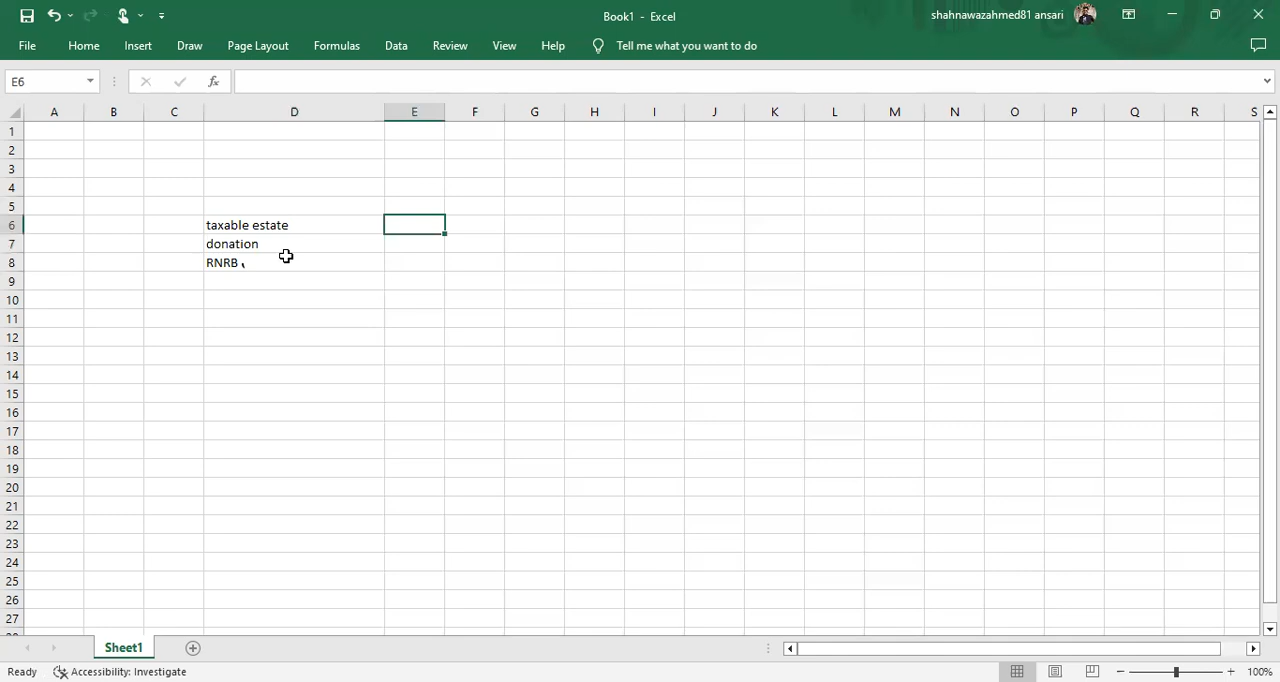 Book1 - Excel
shahnawazahmed81 ansari
File Home Insert Draw Page Layout Formulas Data Review View Help Tell me what you want to do
E6 fx
A B C D E F G H I J K L M N O P Q R S
1
2
3
4
5
6 taxable estate
7 donation
8 RNRB
9
10
11
12
13
14
15
16
17
18
19
20
21
22
23
24
25
26
27
Sheet1
Ready Accessibility: Investigate 100%